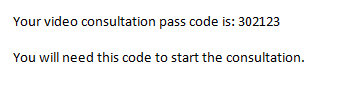 Your video consultation pass code is: 302123
You will need this code to start the consultation.